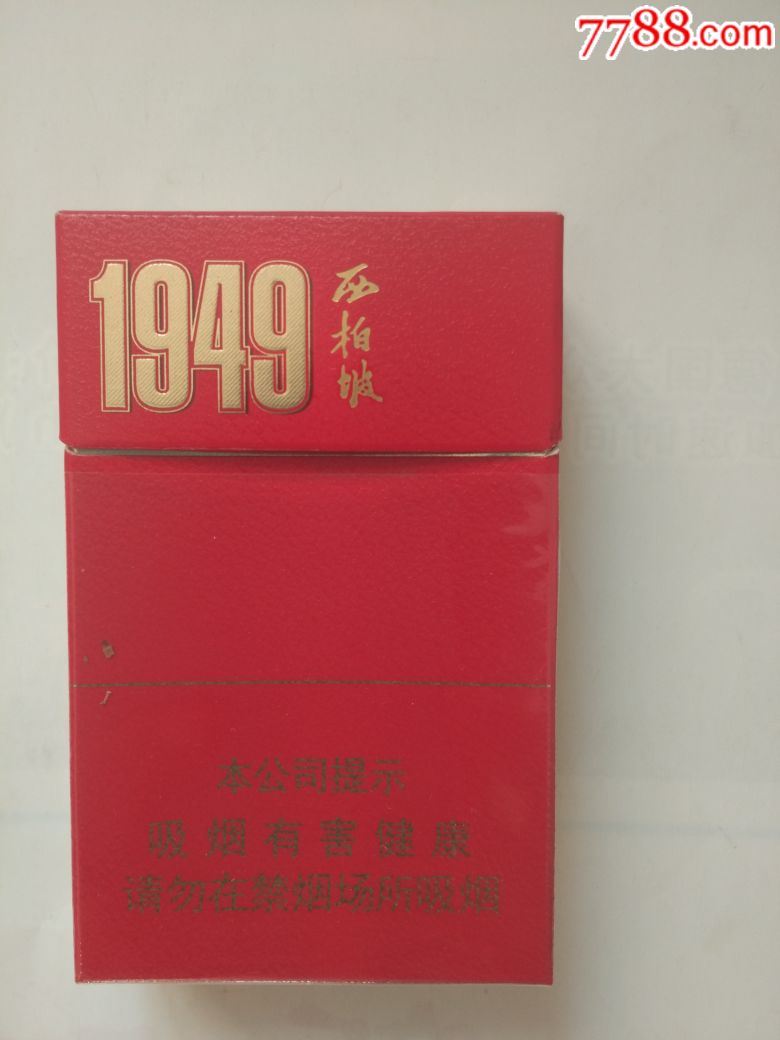 7788.com
1949
西柏坡
本公司提示
吸烟有害健康
请勿在禁烟场所吸烟